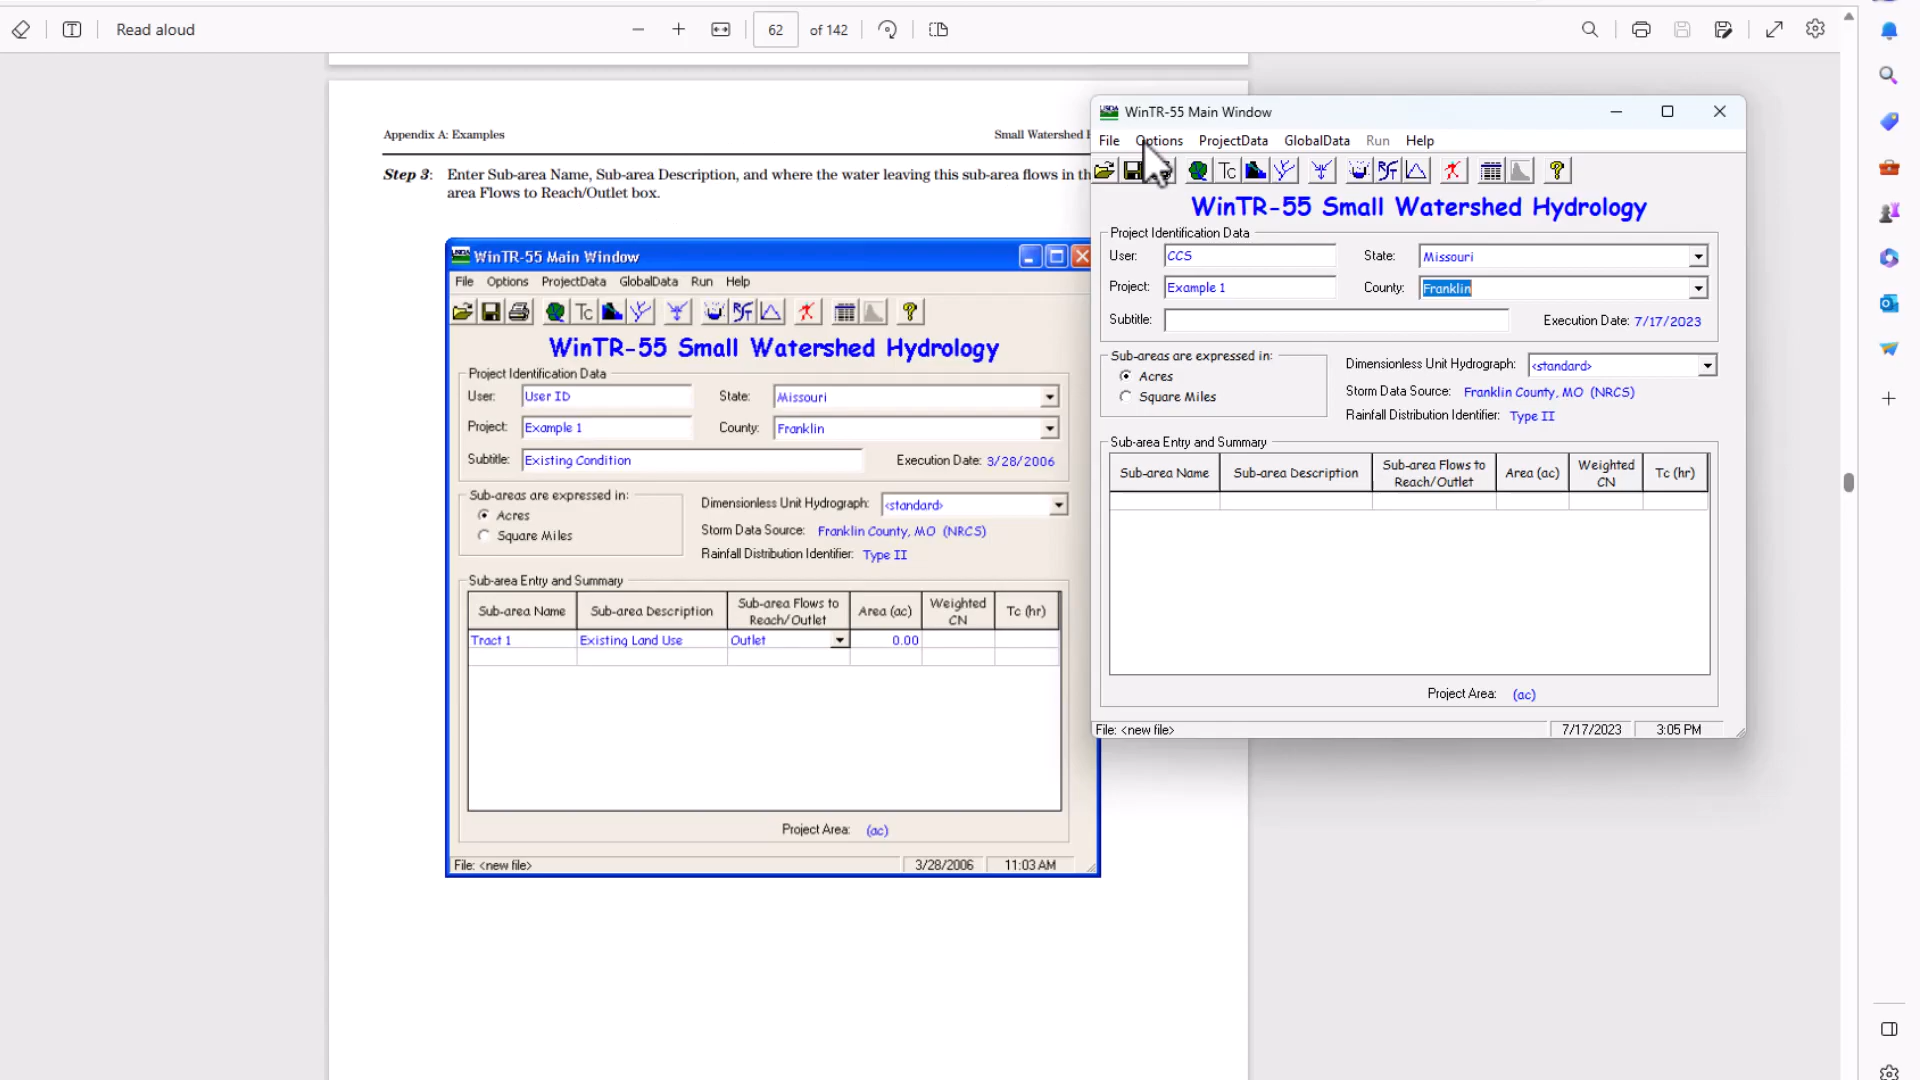 Read aloud
62
of 142
Appendix A: Examples
Small Watershed
Step 3: Enter Sub-area Name, Sub-area Description, and where the water leaving this sub-area flows in
area Flows to Reach/Outlet box.
WinTR-55 Main Window
File Options ProjectData GlobalData Run Help
Tc
WinTR-55 Small Watershed Hydrology
Project Identification Data
User: User ID State: Missouri
Project: Example 1 County: Franklin
Subtitle: Existing Condition Execution Date: 3/28/2006
Sub-areas are expressed in:
Acres
Square Miles
Dimensionless Unit Hydrograph: <standard>
Storm Data Source: Franklin County, MO (NRCS)
Rainfall Distribution Identifier: Type II
Sub-area Entry and Summary
Sub-area Name Sub-area Description Sub-area Flows to Reach/Outlet Area (ac) Weighted CN Tc (hr)
Tract 1 Existing Land Use Outlet 0.00
Project Area: (ac)
File: <new file> 3/28/2006 11:03 AM
WinTR-55 Main Window
File Options ProjectData GlobalData Run Help
Tc
WinTR-55 Small Watershed Hydrology
Project Identification Data
User: CCS State: Missouri
Project: Example 1 County: Franklin
Subtitle: Execution Date: 7/17/2023
Sub-areas are expressed in:
Acres
Square Miles
Dimensionless Unit Hydrograph: <standard>
Storm Data Source: Franklin County, MO (NRCS)
Rainfall Distribution Identifier: Type II
Sub-area Entry and Summary
Sub-area Name Sub-area Description Sub-area Flows to Reach/Outlet Area (ac) Weighted CN Tc (hr)
Project Area: (ac)
File: <new file> 7/17/2023 3:05 PM